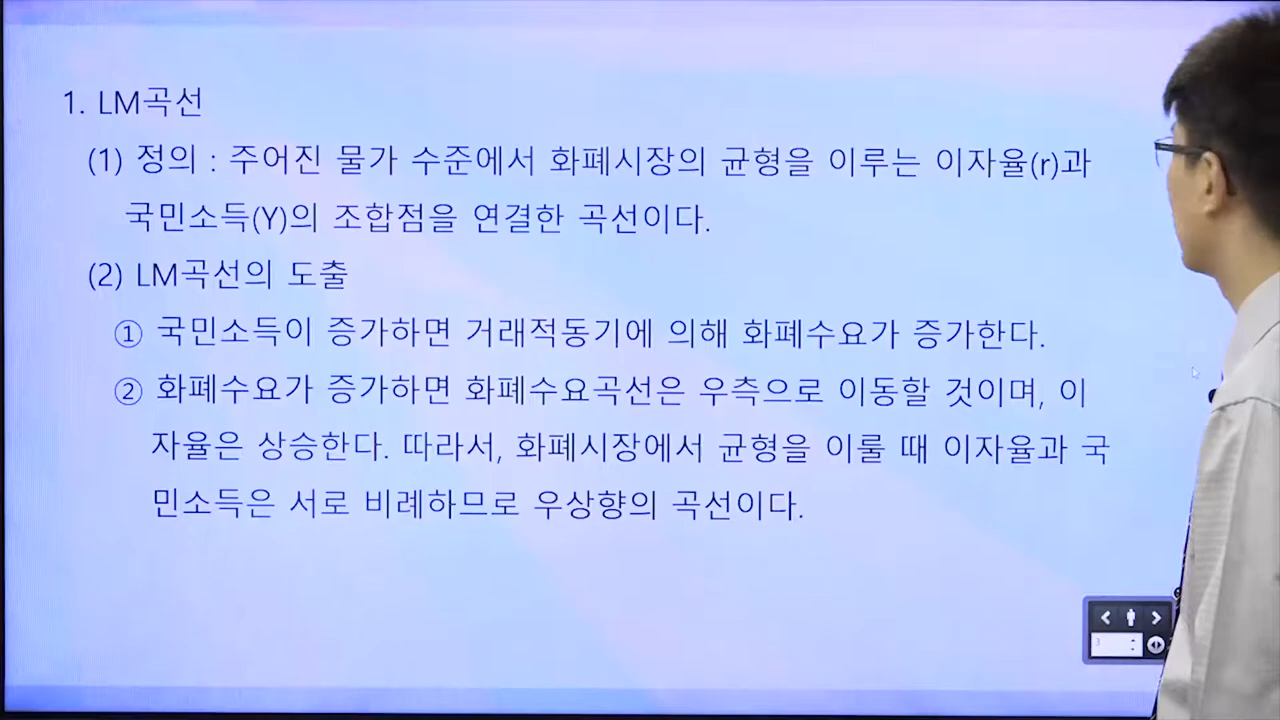 1. LM곡선
(1) 정의 : 주어진 물가 수준에서 화폐시장의 균형을 이루는 이자율(r)과
국민소득(Y)의 조합점을 연결한 곡선이다.
(2) LM곡선의 도출
① 국민소득이 증가하면 거래적동기에 의해 화폐수요가 증가한다.
② 화폐수요가 증가하면 화폐수요곡선은 우측으로 이동할 것이며, 이
자율은 상승한다. 따라서, 화폐시장에서 균형을 이룰 때 이자율과 국
민소득은 서로 비례하므로 우상향의 곡선이다.
3